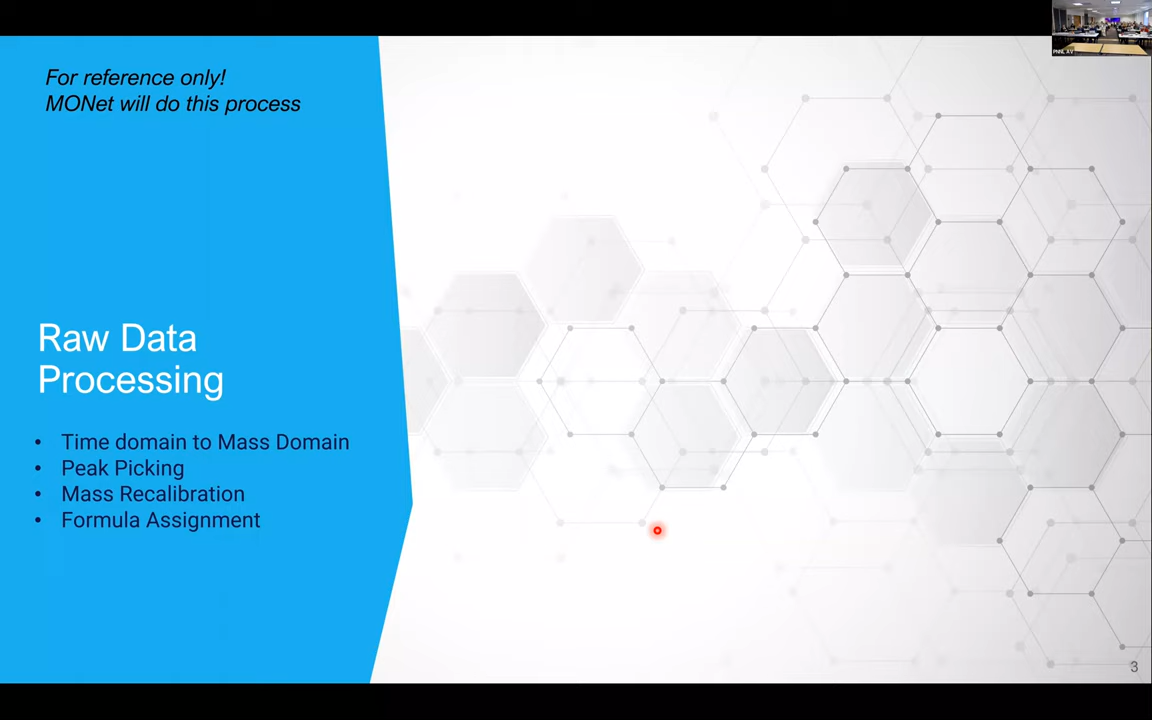 For reference only!
MONet will do this process
Raw Data
Processing
• Time domain to Mass Domain
• Peak Picking
• Mass Recalibration
• Formula Assignment
3
PNNL A/V